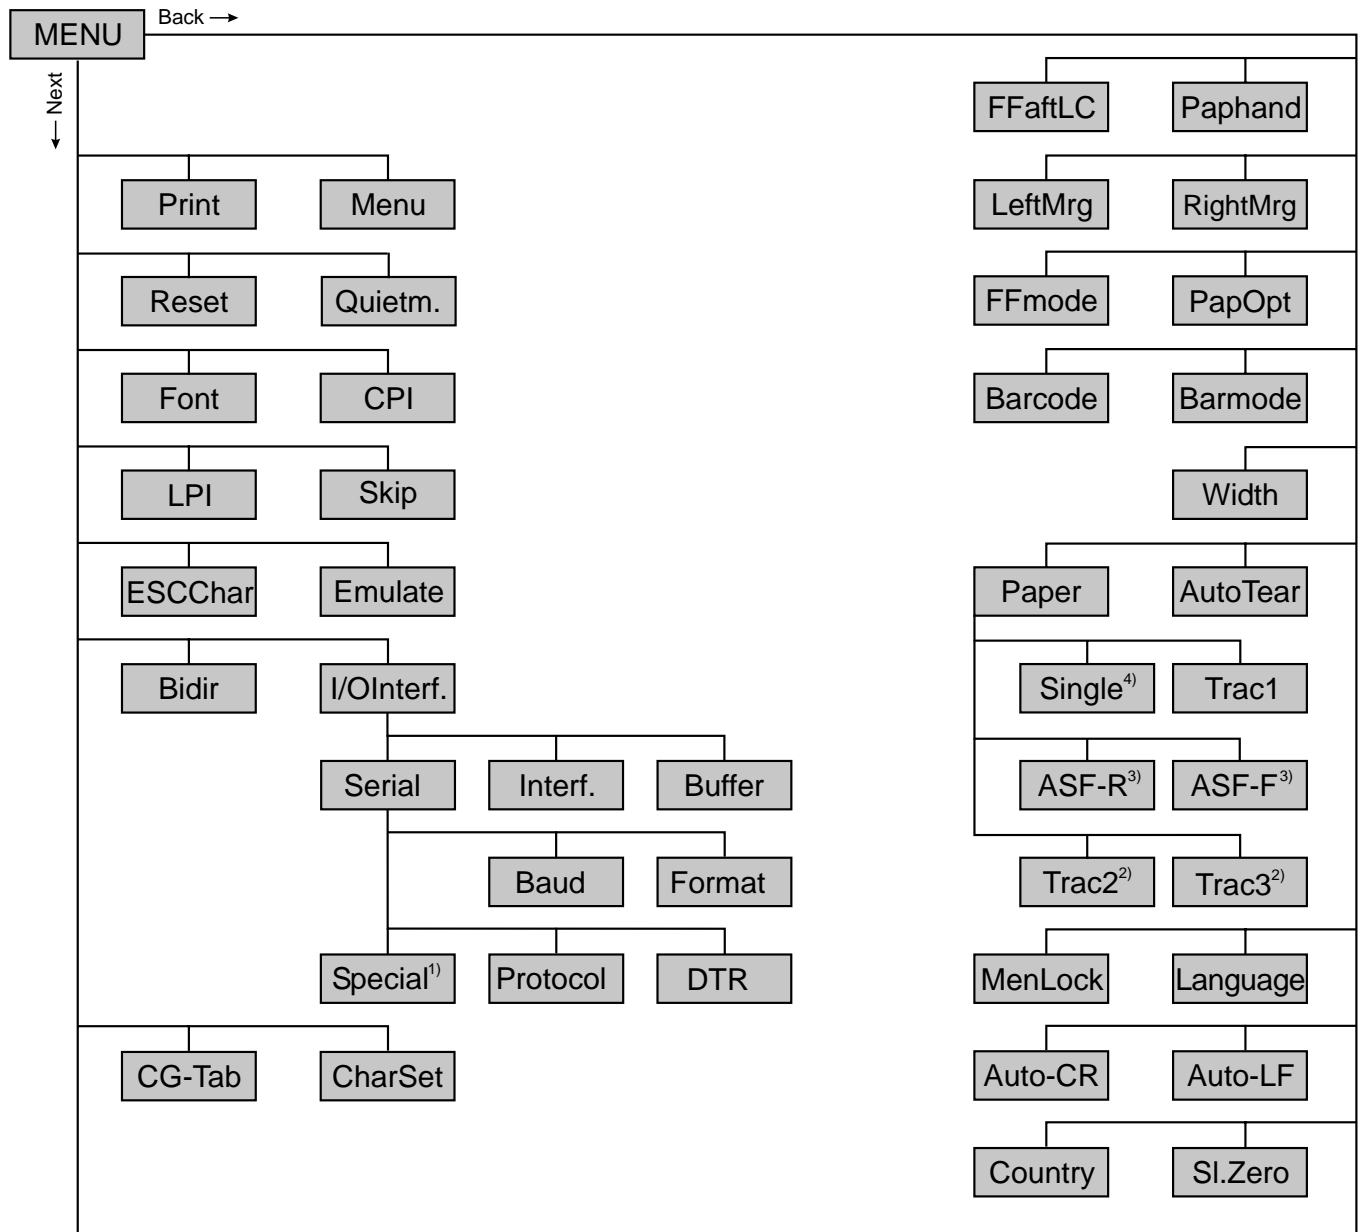 MENU
Back →
← Next
FFaftLC Paphand
Print Menu
LeftMrg RightMrg
Reset Quietm.
FFmode PapOpt
Font CPI
Barcode Barmode
LPI Skip
Width
ESCChar Emulate
Paper AutoTear
Bidir I/OInterf.
Single4) Trac1
Serial Interf. Buffer
ASF-R3) ASF-F3)
Baud Format
Trac22) Trac32)
Special1) Protocol DTR
MenLock Language
CG-Tab CharSet
Auto-CR Auto-LF
Country Sl.Zero